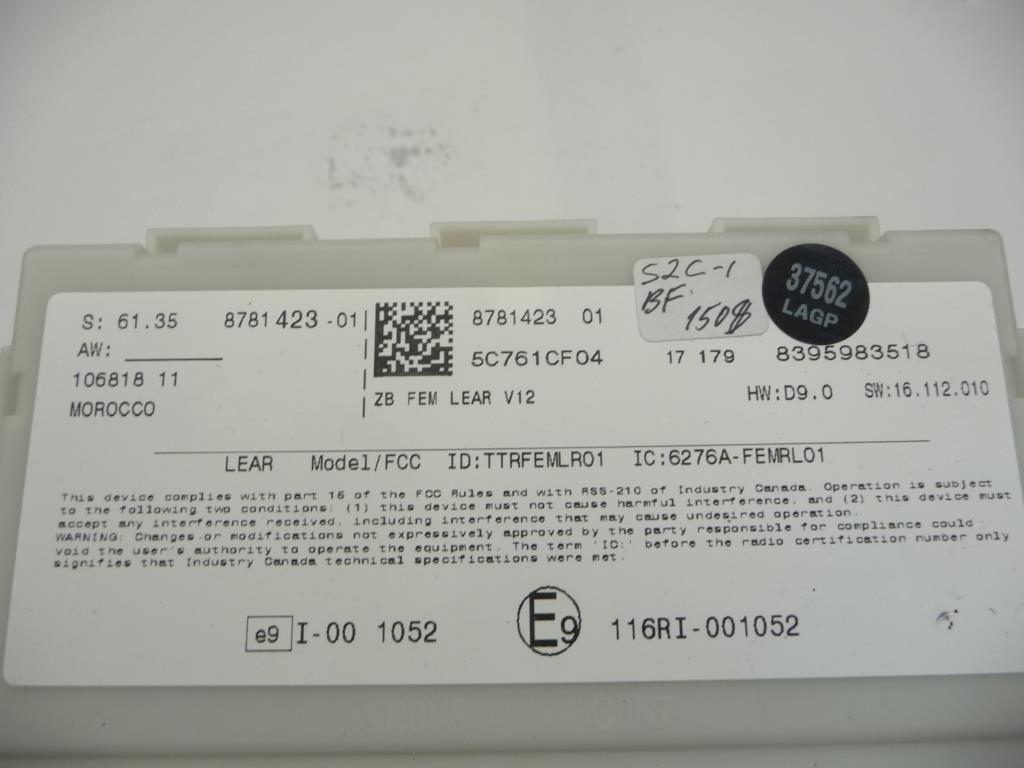 S2C-1
BF 1508
37562
LAGP
S: 61.35 8781423-01
8781423 01
AW:
5C761CF04 17 179 8395983518
106818 11
MOROCCO
ZB FEM LEAR V12 HW:D9.0 SW:16.112.010
LEAR Model/FCC ID:TTRFEMLR01 IC:6276A-FEMRL01
This device complies with part 15 of the FCC Rules and with RSS-210 of Industry Canada. Operation is subject
to the following two conditions: (1) this device must not cause harmful interference, and (2) this device must
accept any interference received, including interference that may cause undesired operation.
WARNING: Changes or modifications not expressively approved by the party responsible for compliance could
void the user's authority to operate the equipment. The term 'IC:' before the radio certification number only
signifies that Industry Canada technical specifications were met.
e9 I-00 1052 E9 116RI-001052